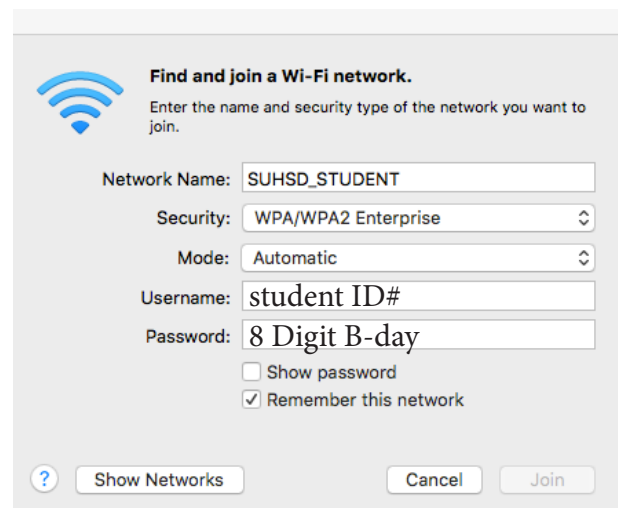 Find and join a Wi-Fi network.
Enter the name and security type of the network you want to
join.
Network Name: SUHSD_STUDENT
Security: WPA/WPA2 Enterprise
Mode: Automatic
Username: student ID#
Password: 8 Digit B-day
Show password
Remember this network
? Show Networks Cancel Join